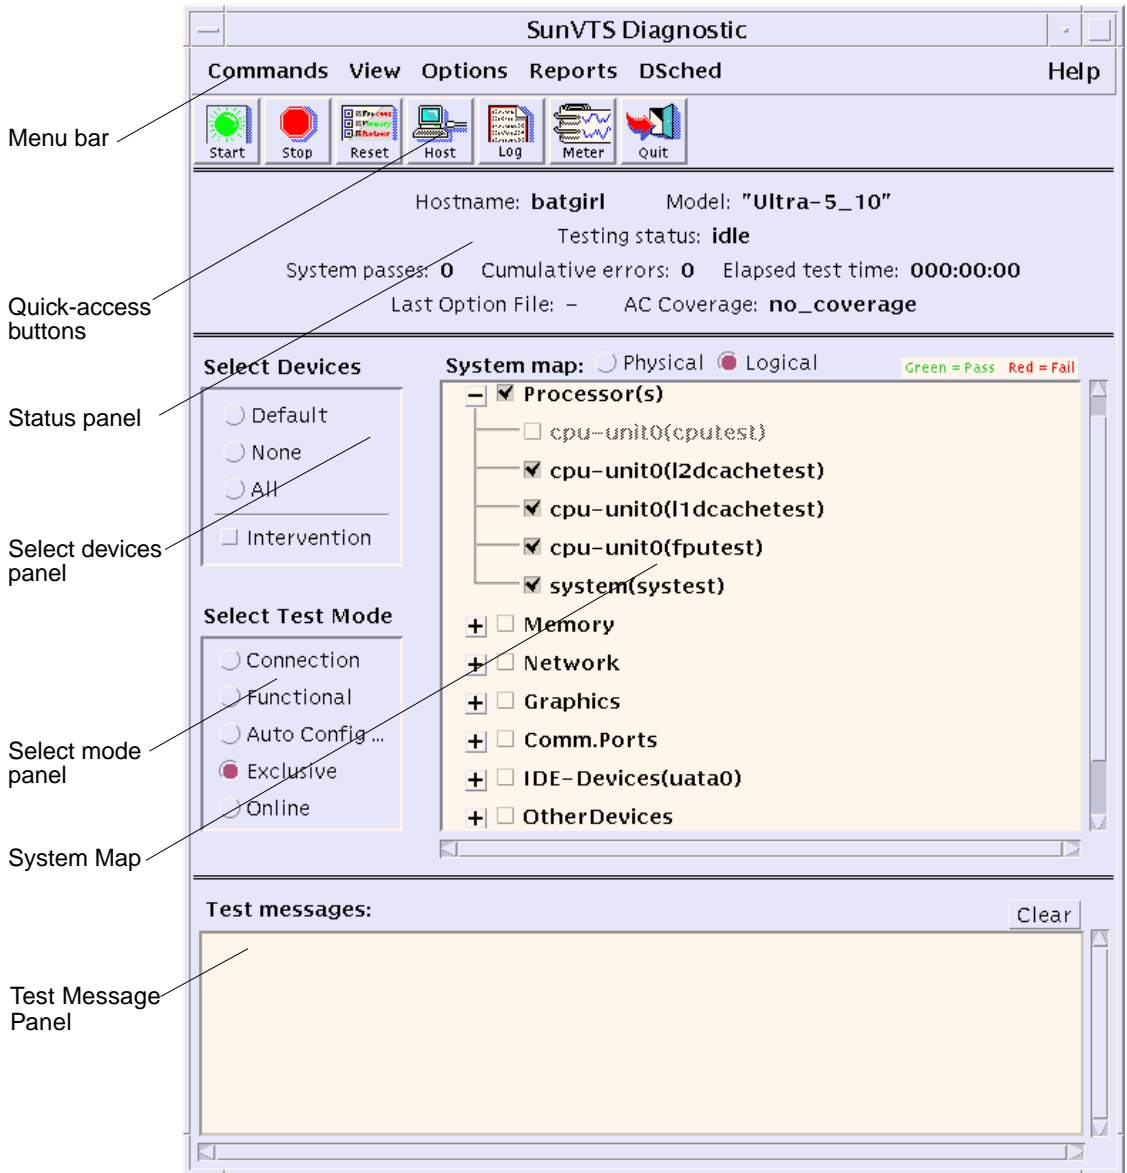 SunVTS Diagnostic
Commands View Options Reports DSched Help
Menu bar
Start Stop Reset Host Log Meter Quit
Hostname: batgirl Model: "Ultra-5_10"
Testing status: idle
System passes: 0 Cumulative errors: 0 Elapsed test time: 000:00:00
Last Option File: - AC Coverage: no_coverage
Quick-access
buttons
Status panel
Select devices
panel
Select mode
panel
System Map
Test Message
Panel
Select Devices
Default
None
All
Intervention
Select Test Mode
Connection
Functional
Auto Config ...
Exclusive
Online
System map: Physical Logical Green = Pass Red = Fail
Processor(s)
cpu-unit0(cputest)
cpu-unit0(l2dcachetest)
cpu-unit0(l1dcachetest)
cpu-unit0(fputest)
system(systest)
Memory
Network
Graphics
Comm.Ports
IDE-Devices(uata0)
OtherDevices
Test messages:
Clear